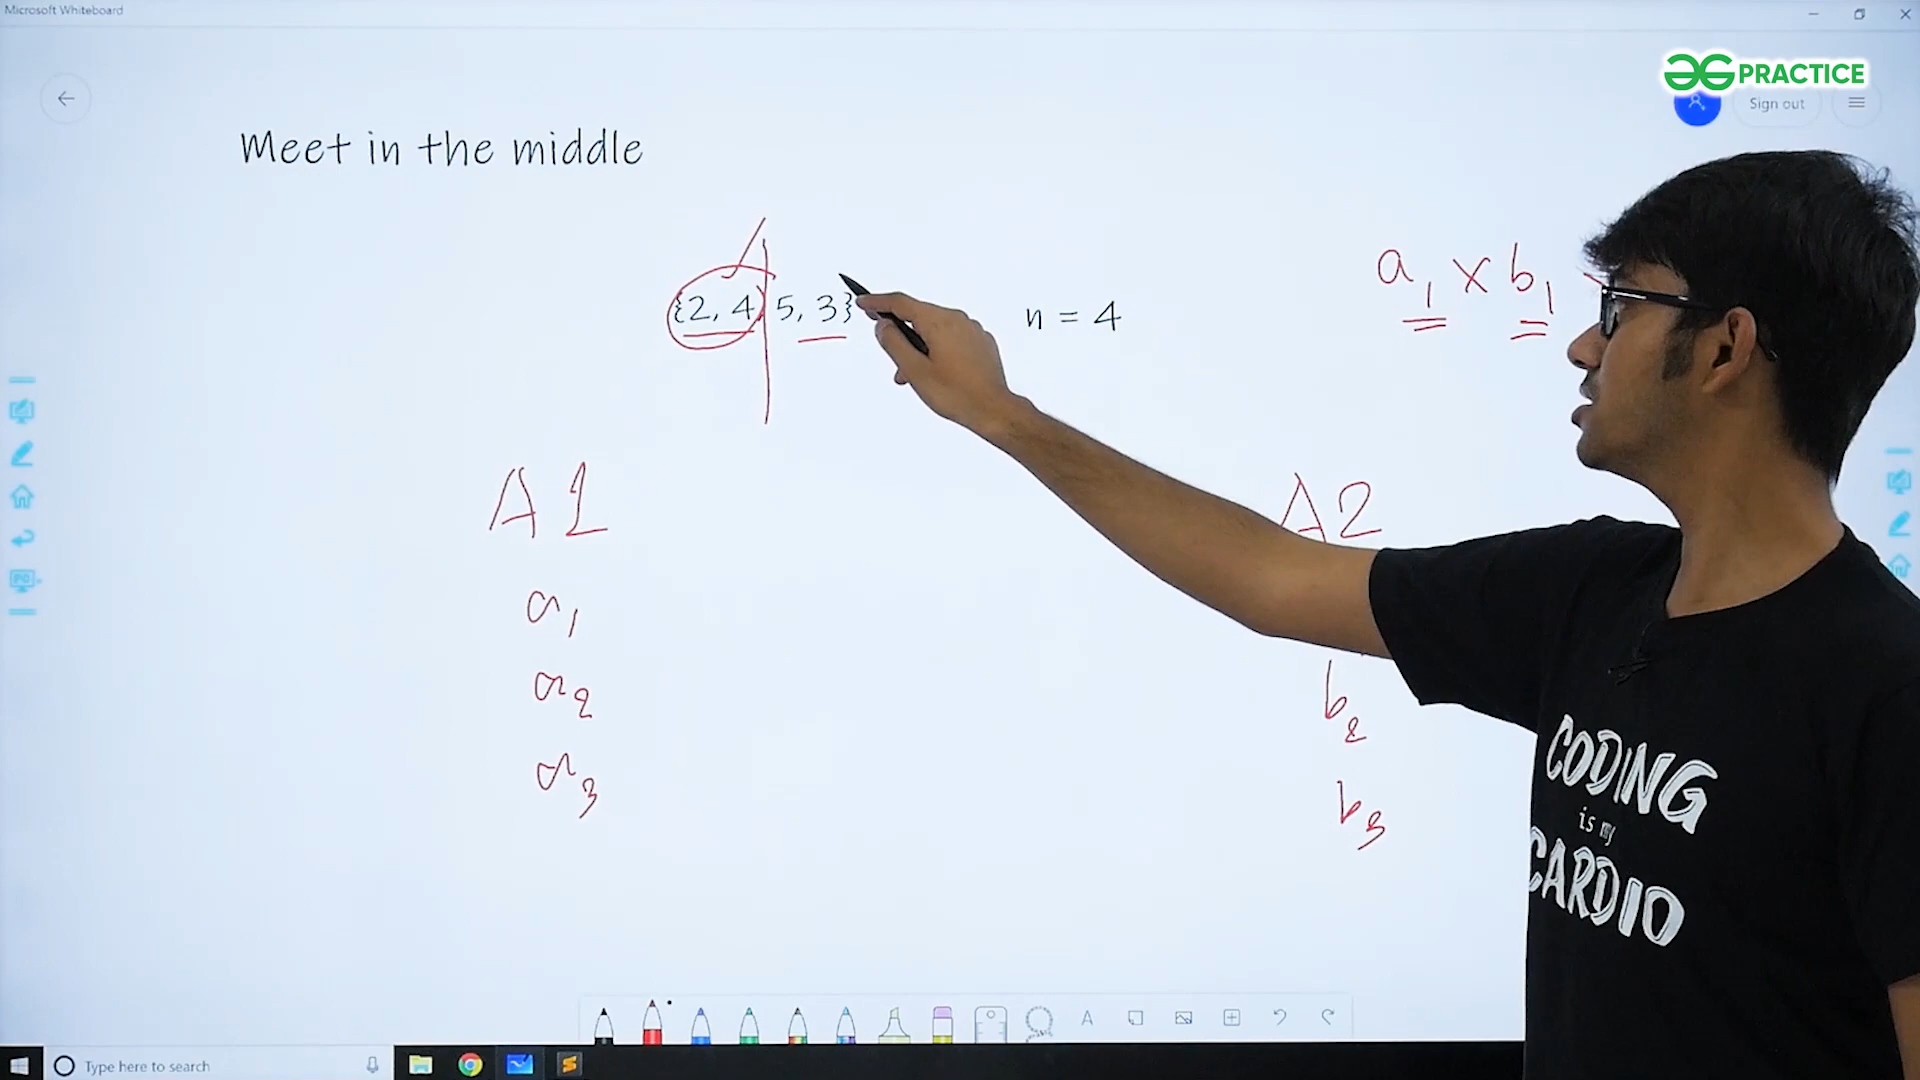 Microsoft Whiteboard
GG PRACTICE
Sign out
Meet in the middle
{2, 4, 5, 3}
n = 4
a1 x b1
A1
A2
a1
a2
b2
a3
b3
CODING
is my
CARDIO
Type here to search